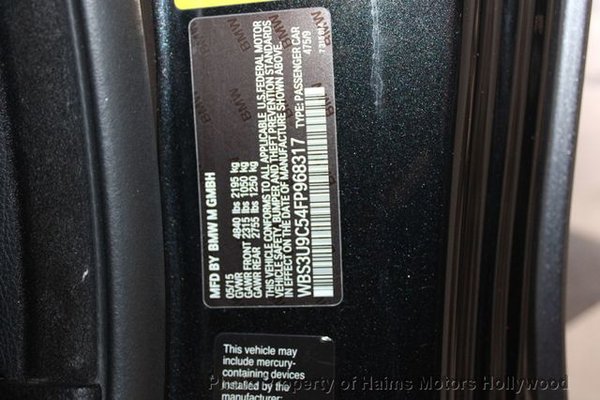 MFD BY BMW M GMBH
05/15
GVWR 4840 lbs 2195 kg
GAWR FRONT 2315 lbs 1050 kg
GAWR REAR 2755 lbs 1250 kg
THIS VEHICLE CONFORMS TO ALL APPLICABLE U.S. FEDERAL MOTOR
VEHICLE SAFETY, BUMPER AND THEFT PREVENTION STANDARDS
IN EFFECT ON THE DATE OF MANUFACTURE SHOWN ABOVE.
WBS3U9C54FP968317 TYPE: PASSENGER CAR
475/9
This vehicle may
include mercury-
containing devices
installed by the
Private Property of Haims Motors Hollywood